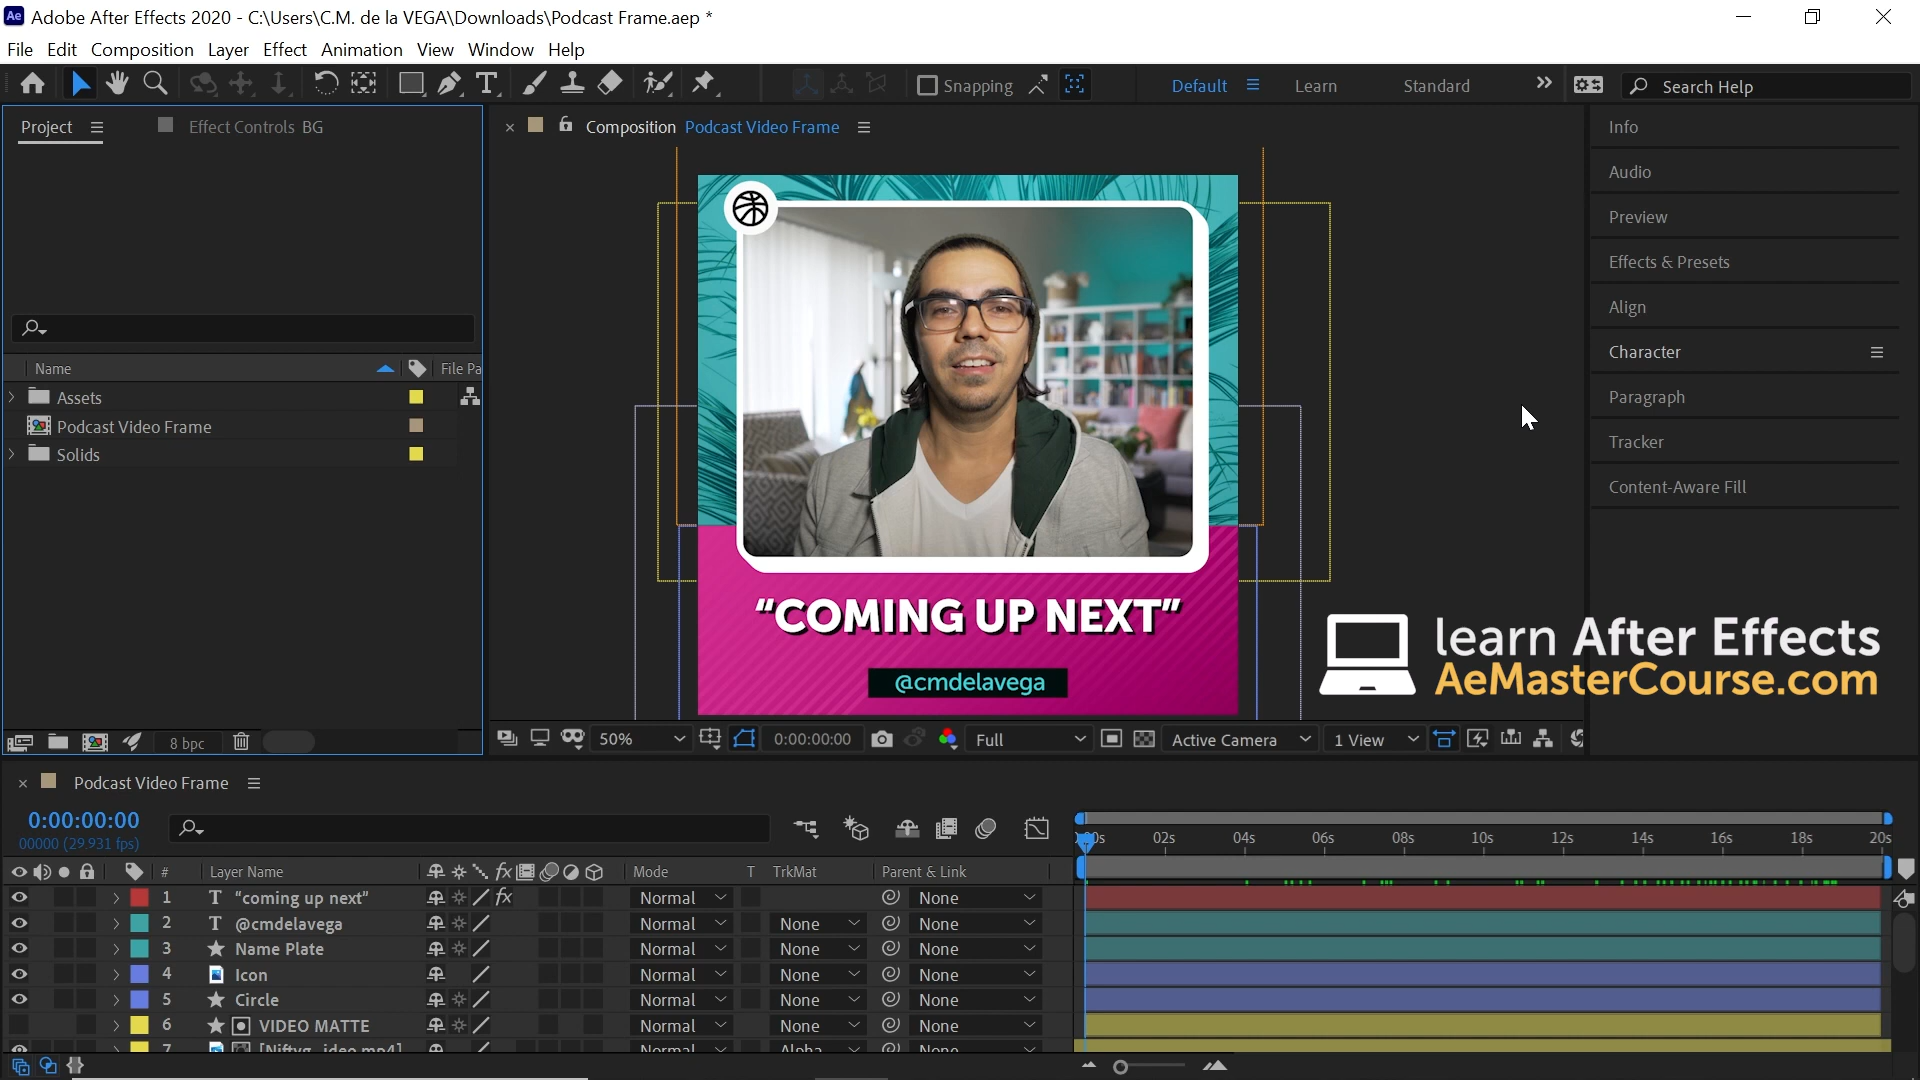 Adobe After Effects 2020 - C:\Users\C.M. de la VEGA\Downloads\Podcast Frame.aep *
File Edit Composition Layer Effect Animation View Window Help
Snapping Default Learn Standard Search Help
Project Effect Controls BG
Composition Podcast Video Frame
Name File Pa
Assets
Podcast Video Frame
Solids
8 bpc
“COMING UP NEXT”
@cmdelavega
50% 0:00:00:00 Full Active Camera 1 View
Info
Audio
Preview
Effects & Presets
Align
Character
Paragraph
Tracker
Content-Aware Fill
learn After Effects
AeMasterCourse.com
Podcast Video Frame
0:00:00:00
00000 (29.931 fps)
02s 04s 06s 08s 10s 12s 14s 16s 18s 20s
# Layer Name fx Mode T TrkMat Parent & Link
1 T “coming up next” fx Normal None
2 T @cmdelavega Normal None None
3 Name Plate Normal None None
4 Icon Normal None None
5 Circle Normal None None
6 VIDEO MATTE Normal None None
7 Normal Alpha None